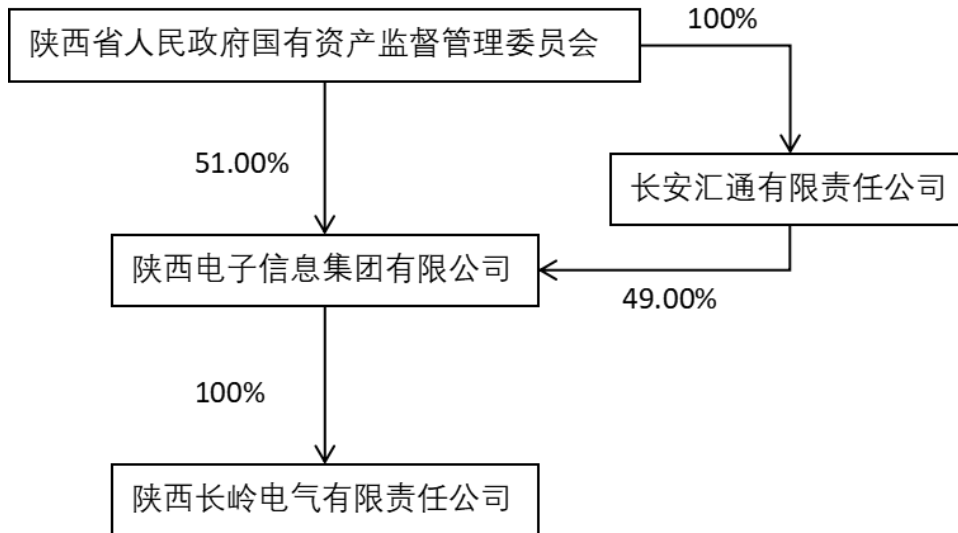 100%
陕西省人民政府国有资产监督管理委员会
51.00%
长安汇通有限责任公司
陕西电子信息集团有限公司
49.00%
100%
陕西长岭电气有限责任公司